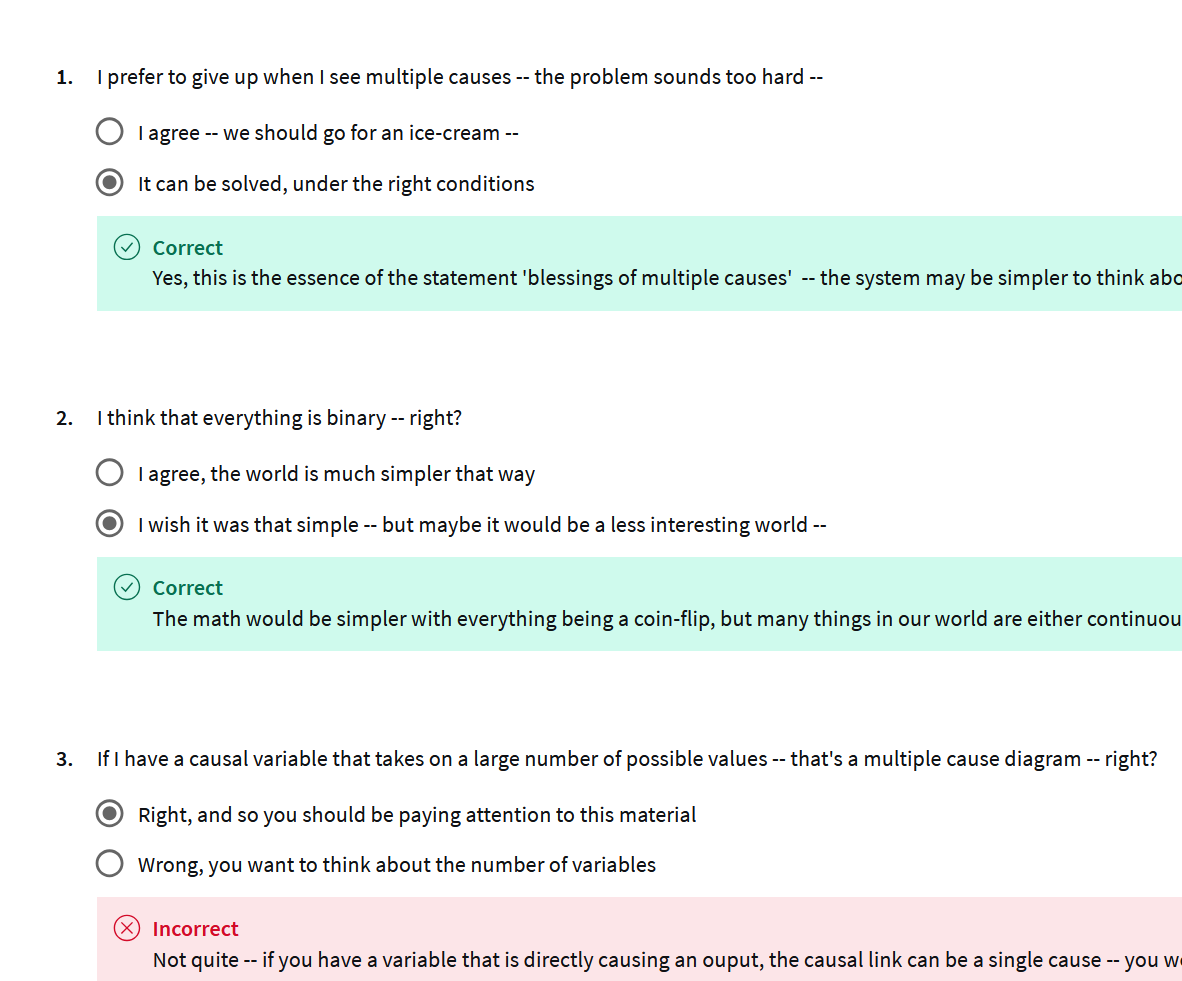 1. I prefer to give up when I see multiple causes -- the problem sounds too hard --
I agree -- we should go for an ice-cream --
It can be solved, under the right conditions
Correct
Yes, this is the essence of the statement 'blessings of multiple causes' -- the system may be simpler to think
2. I think that everything is binary -- right?
I agree, the world is much simpler that way
I wish it was that simple -- but maybe it would be a less interesting world --
Correct
The math would be simpler with everything being a coin-flip, but many things in our world are either
3. If I have a causal variable that takes on a large number of possible values -- that's a multiple cause diagram -- right?
Right, and so you should be paying attention to this material
Wrong, you want to think about the number of variables
Incorrect
Not quite -- if you have a variable that is directly causing an ouput, the causal link can be a single cause -- you